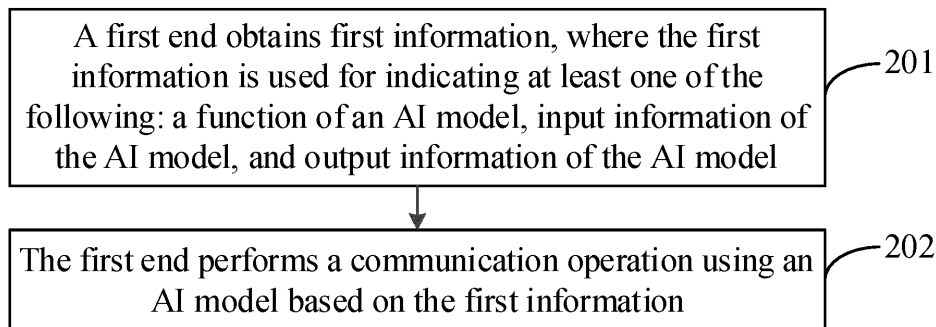 A first end obtains first information, where the first
information is used for indicating at least one of the
following: a function of an AI model, input information of
the AI model, and output information of the AI model
201
The first end performs a communication operation using an
AI model based on the first information
202